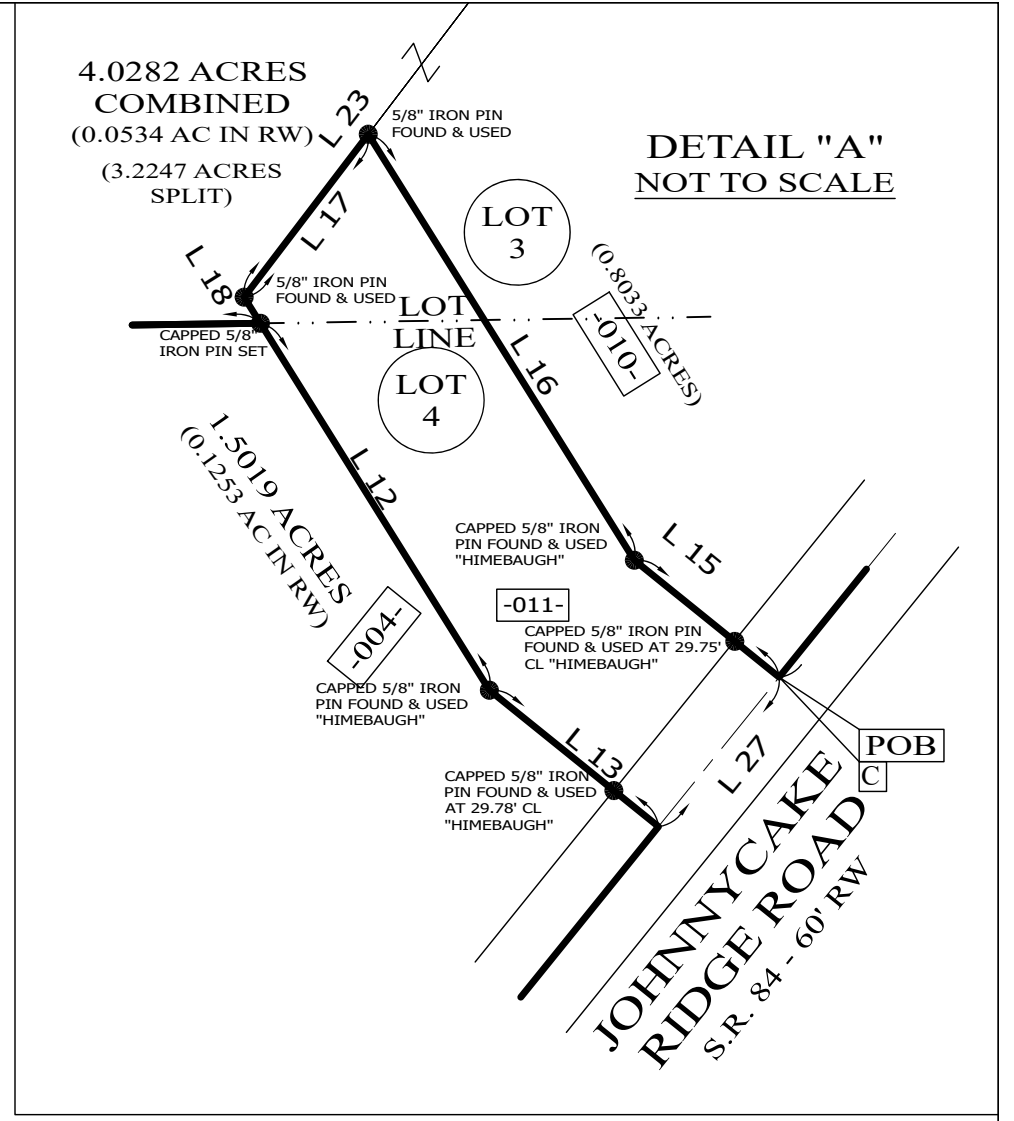 4.0282 ACRES
COMBINED
(0.0534 AC IN RW)
(3.2247 ACRES
SPLIT)
L 23
5/8" IRON PIN
FOUND & USED
DETAIL "A"
NOT TO SCALE
L 17
LOT
3
L 18
5/8" IRON PIN
FOUND & USED
(0.8033 ACRES)
-010-
LOT
LINE
CAPPED 5/8"
IRON PIN SET
L 16
LOT
4
1.5019 ACRES
(0.1253 AC IN RW)
L 12
CAPPED 5/8" IRON
PIN FOUND & USED
"HIMEBAUGH"
L 15
-004-
-011-
CAPPED 5/8" IRON PIN
FOUND & USED AT 29.75'
CL "HIMEBAUGH"
CAPPED 5/8" IRON
PIN FOUND & USED
"HIMEBAUGH"
L 13
L 27
POB
C
CAPPED 5/8" IRON
PIN FOUND & USED
AT 29.78' CL
"HIMEBAUGH"
JOHNNYCAKE
RIDGE ROAD
S.R. 84 - 60' RW